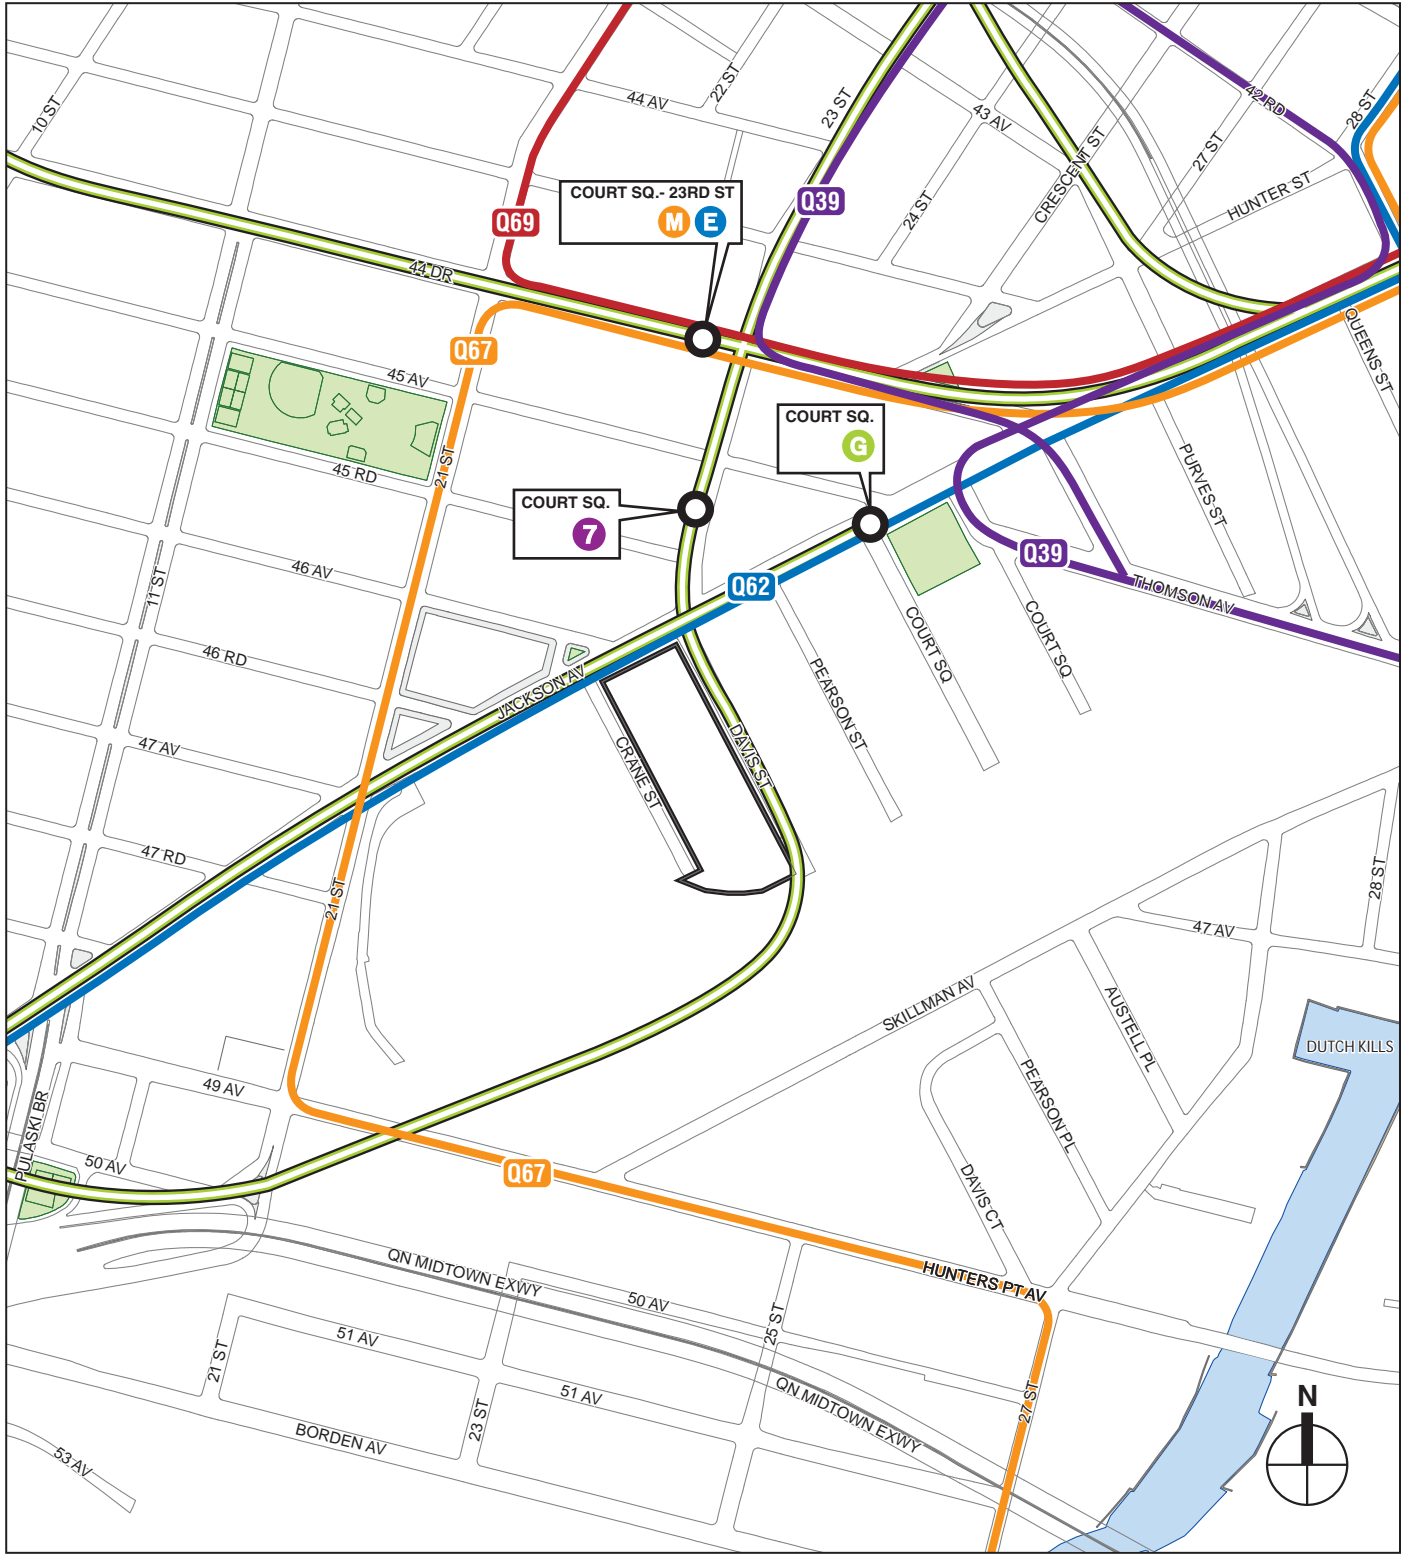 10 ST
44 AV
22 ST
23 ST
43 AV
42 RD
28 ST
27 ST
CRESCENT ST
24 ST
HUNTER ST
COURT SQ.- 23RD ST
M E
Q39
Q69
44 DR
Q67
45 AV
QUEENS ST
COURT SQ.
G
45 RD
21 ST
PURVES ST
COURT SQ.
7
Q39
THOMSON AV
46 AV
11 ST
Q62
COURT SQ
COURT SQ
46 RD
PEARSON ST
JACKSON AV
47 AV
CRANE ST
DAVIS ST
47 RD
21 ST
28 ST
47 AV
SKILLMAN AV
AUSTELL PL
DUTCH KILLS
49 AV
PULASKI BR
PEARSON PL
50 AV
Q67
DAVIS CT
QN MIDTOWN EXWY
HUNTERS PT AV
50 AV
51 AV
25 ST
21 ST
51 AV
QN MIDTOWN EXWY
27 ST
23 ST
BORDEN AV
53 AV
N